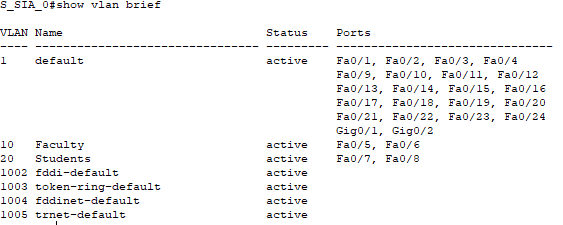 S_SIA_0#show vlan brief
VLAN Name                             Status    Ports
---- -------------------------------- --------- -------------------------------
1    default                          active    Fa0/1, Fa0/2, Fa0/3, Fa0/4
                                                Fa0/9, Fa0/10, Fa0/11, Fa0/12
                                                Fa0/13, Fa0/14, Fa0/15, Fa0/16
                                                Fa0/17, Fa0/18, Fa0/19, Fa0/20
                                                Fa0/21, Fa0/22, Fa0/23, Fa0/24
                                                Gig0/1, Gig0/2
10   Faculty                          active    Fa0/5, Fa0/6
20   Students                         active    Fa0/7, Fa0/8
1002 fddi-default                     active
1003 token-ring-default               active
1004 fddinet-default                  active
1005 trnet-default                    active